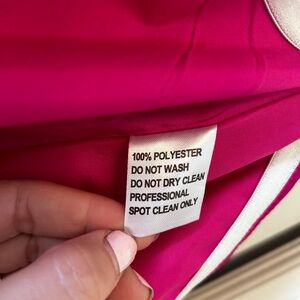 100% POLYESTER
DO NOT WASH
DO NOT DRY CLEAN
PROFESSIONAL
SPOT CLEAN ONLY